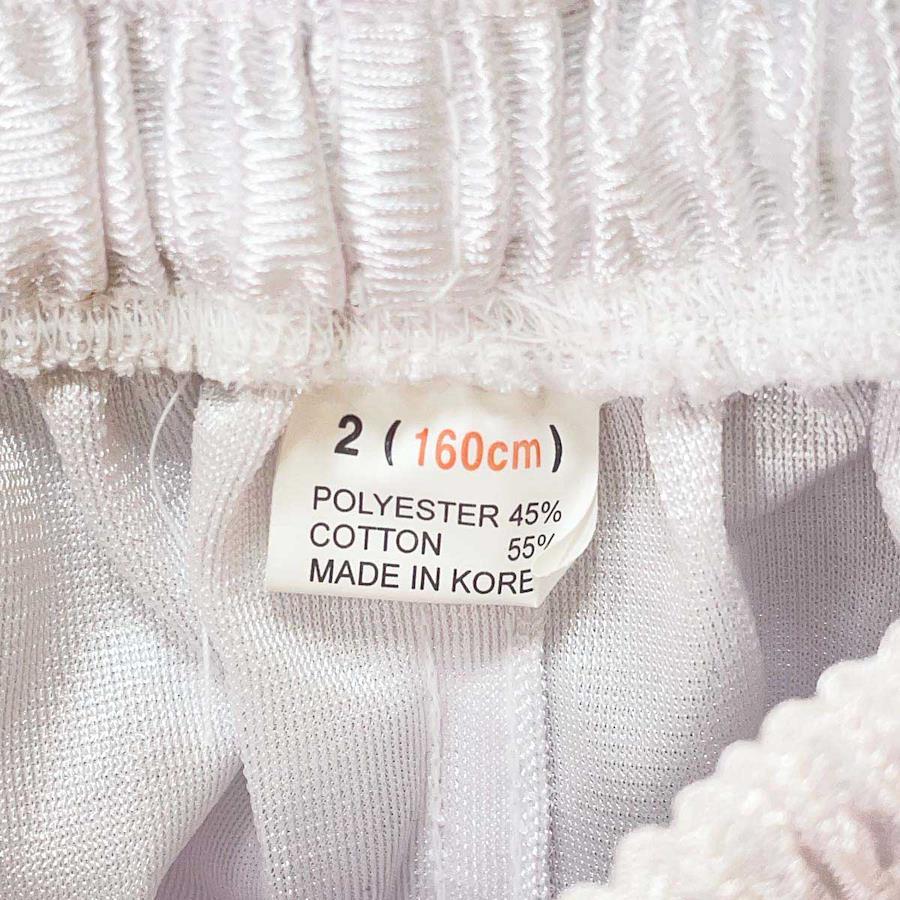 2 (160cm)
POLYESTER 45%
COTTON 55%
MADE IN KORE